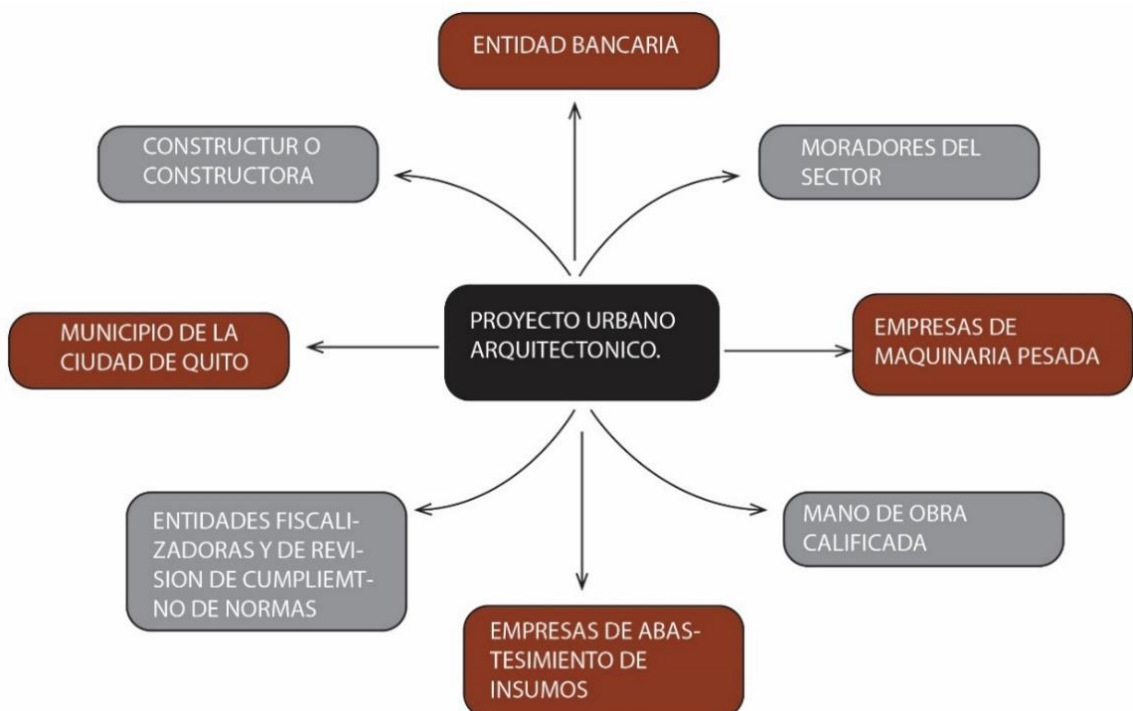 ENTIDAD BANCARIA
CONSTRUCTUR O
CONSTRUCTORA
MORADORES DEL
SECTOR
MUNICIPIO DE LA
CIUDAD DE QUITO
PROYECTO URBANO
ARQUITECTONICO.
EMPRESAS DE
MAQUINARIA PESADA
ENTIDADES FISCALI-
ZADORAS Y DE REVI-
SION DE CUMPLIEMT-
NO DE NORMAS
MANO DE OBRA
CALIFICADA
EMPRESAS DE ABAS-
TESIMIENTO DE
INSUMOS